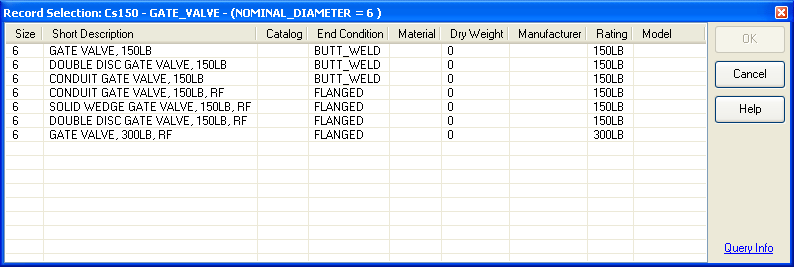 Record Selection: Cs150 - GATE_VALVE - (NOMINAL_DIAMETER = 6 )
Size Short Description Catalog End Condition Material Dry Weight Manufacturer Rating Model
6 GATE VALVE, 150LB BUTT_WELD 0 150LB
6 DOUBLE DISC GATE VALVE, 150LB BUTT_WELD 0 150LB
6 CONDUIT GATE VALVE, 150LB BUTT_WELD 0 150LB
6 CONDUIT GATE VALVE, 150LB, RF FLANGED 0 150LB
6 SOLID WEDGE GATE VALVE, 150LB, RF FLANGED 0 150LB
6 DOUBLE DISC GATE VALVE, 150LB, RF FLANGED 0 150LB
6 GATE VALVE, 300LB, RF FLANGED 0 300LB
OK
Cancel
Help
Query Info